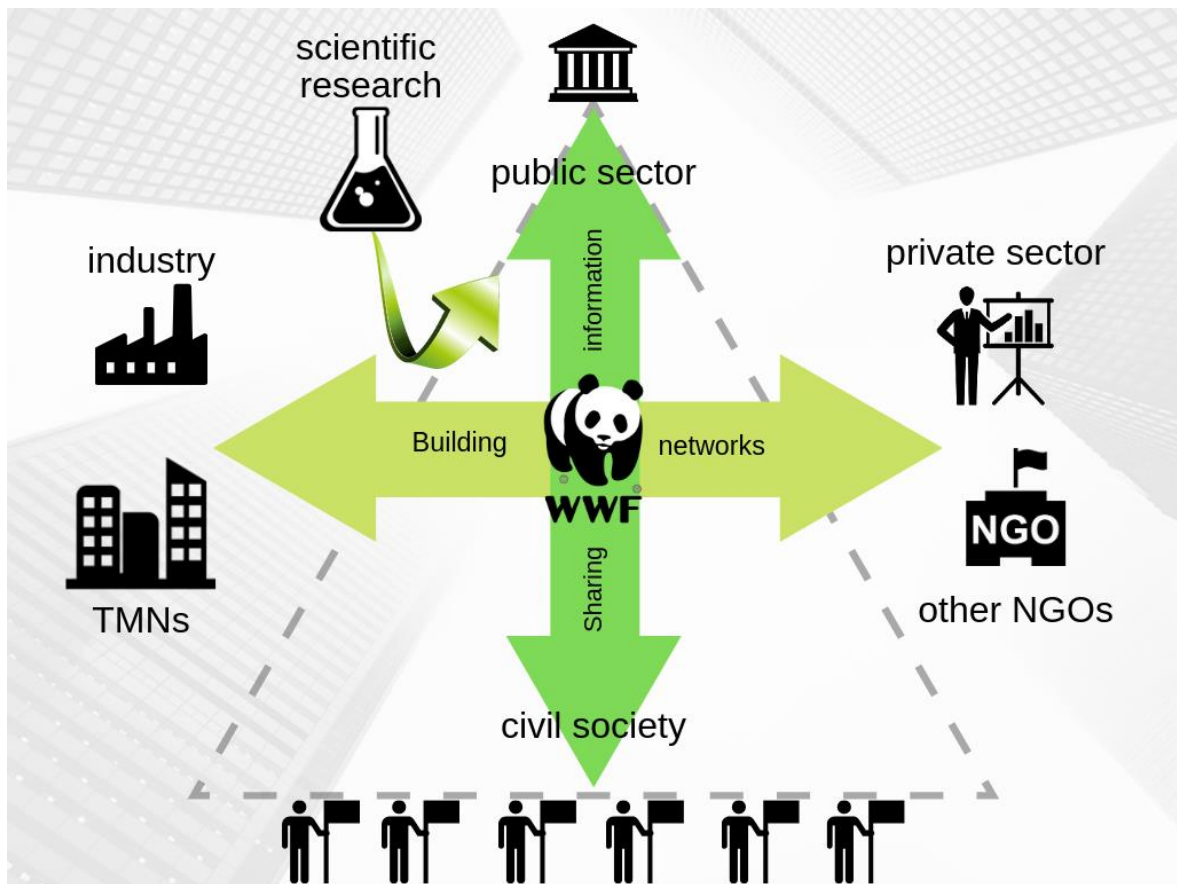 scientific
research
public sector
industry
private sector
information
Building
networks
WWF
NGO
Sharing
TMNs
other NGOs
civil society